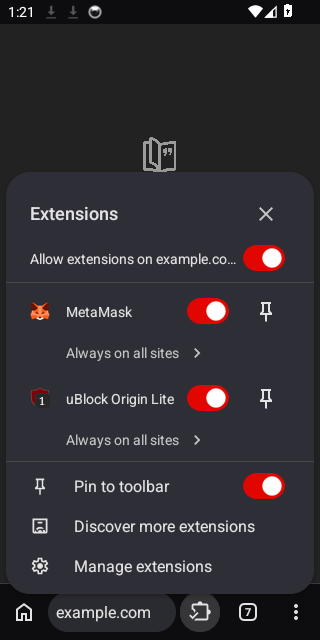 1:21
Extensions
Allow extensions on example.co...
MetaMask
Always on all sites
1
uBlock Origin Lite
Always on all sites
Pin to toolbar
Discover more extensions
Manage extensions
example.com
7